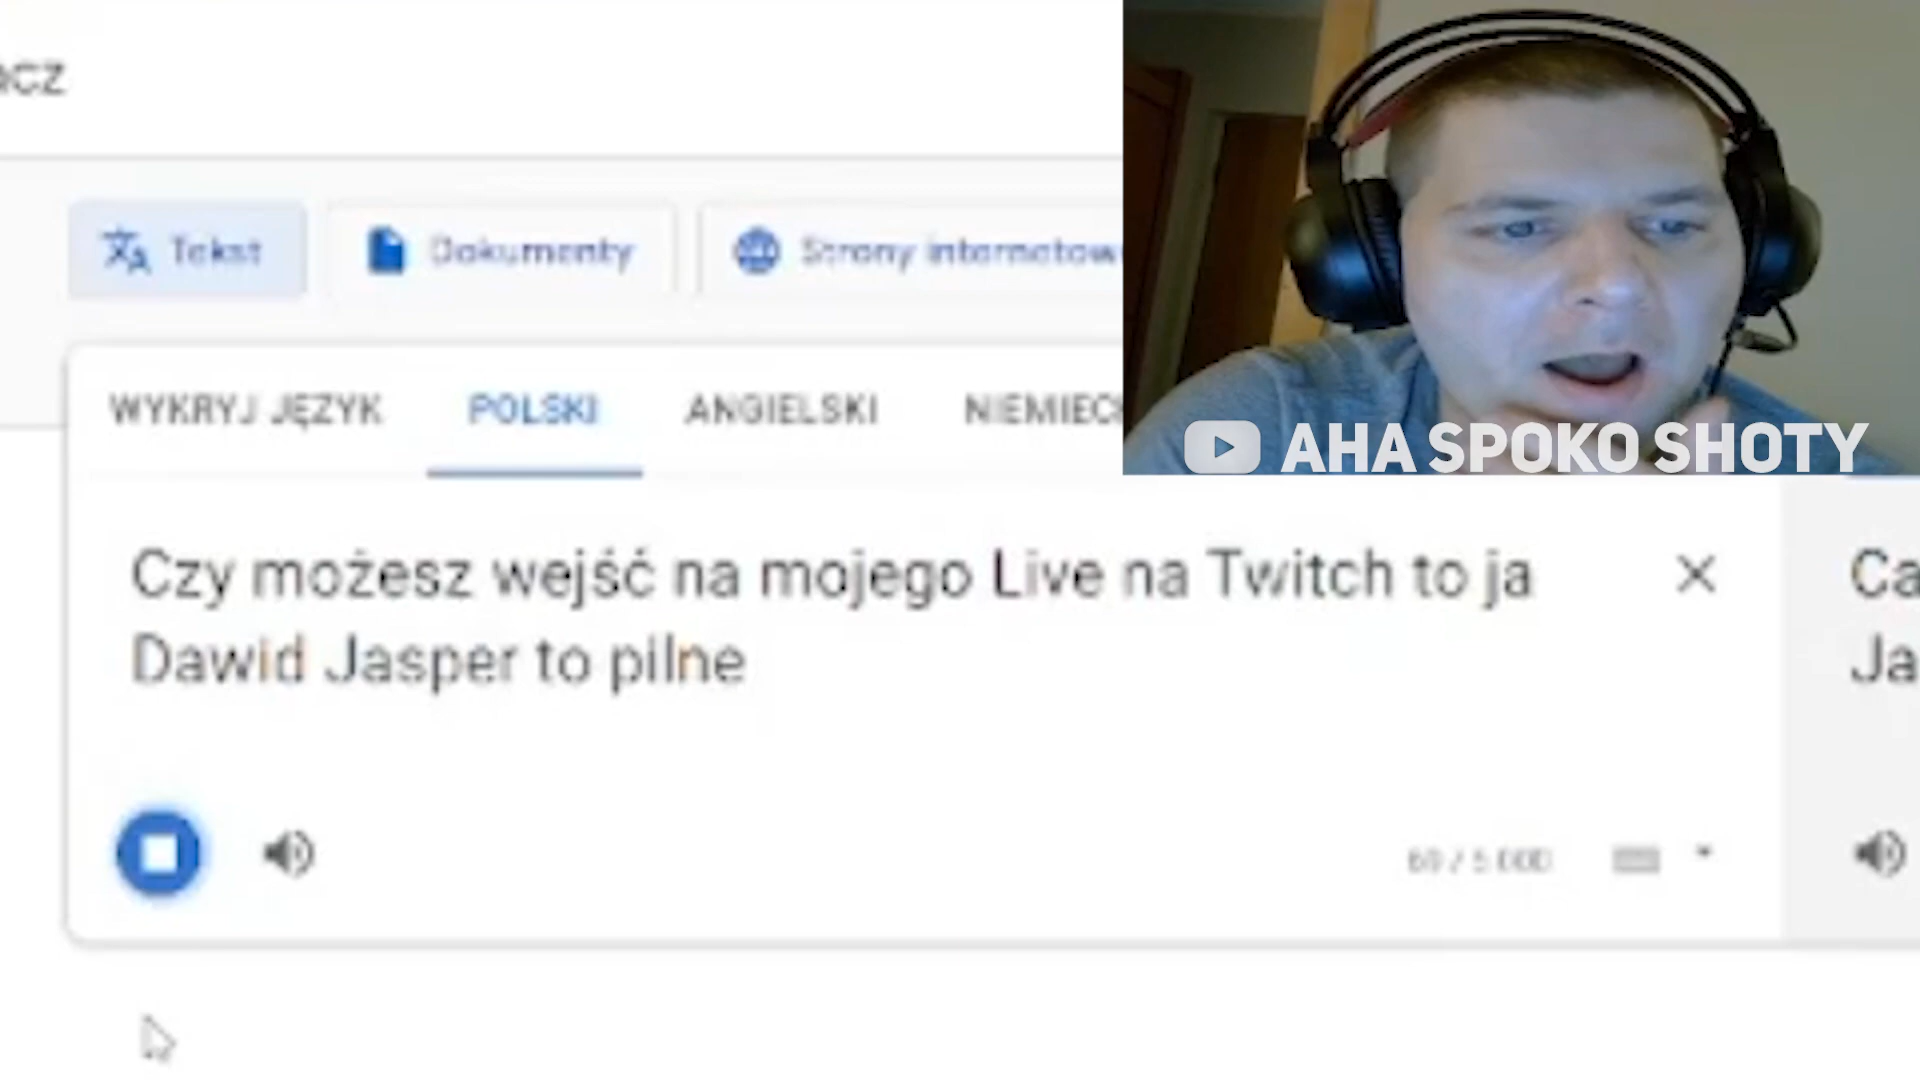 Tekst
Dokumenty
WYKRYJ JĘZYK
POLSKI
ANGIELSKI
AHA SPOKO SHOTY
Czy możesz wejść na mojego Live na Twitch to ja
Dawid Jasper to pilne